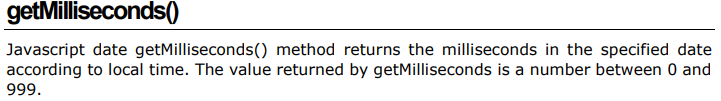 getMilliseconds()
Javascript date getMilliseconds() method returns the milliseconds in the specified date
according to local time. The value returned by getMilliseconds is a number between 0 and
999.